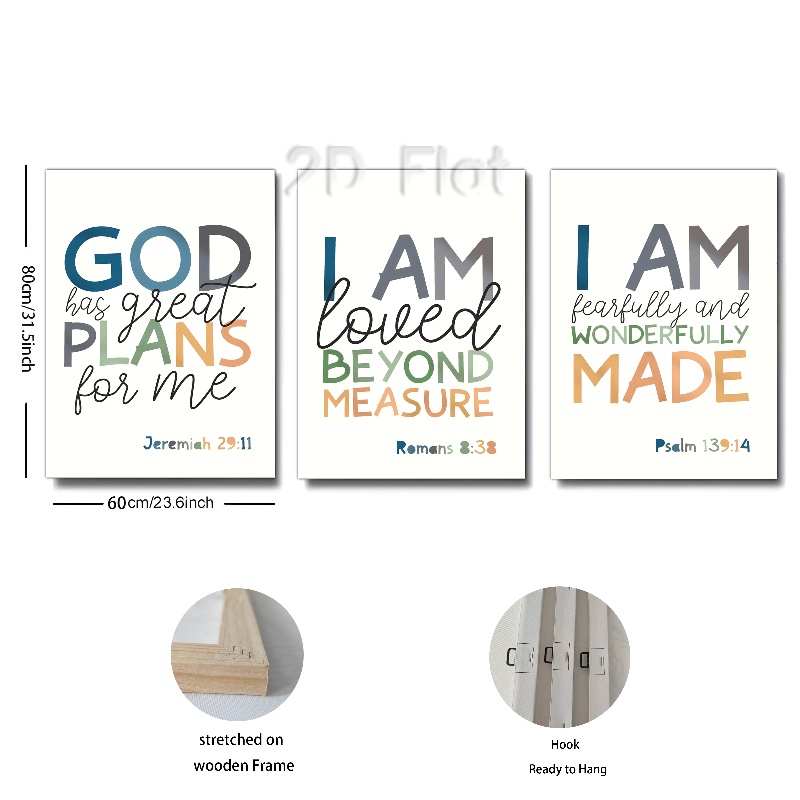 2D Flat
80cm/31.5inch
GOD
has great
PLANS
for me
Jeremiah 29:11
I AM
loved
BEYOND
MEASURE
Romans 8:38
I AM
fearfully and
WONDERFULLY
MADE
Psalm 139:14
60cm/23.6inch
stretched on
wooden Frame
Hook
Ready to Hang